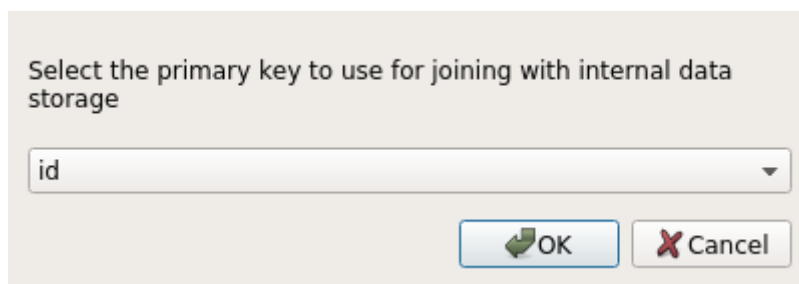 Select the primary key to use for joining with internal data
storage
id
OK
Cancel